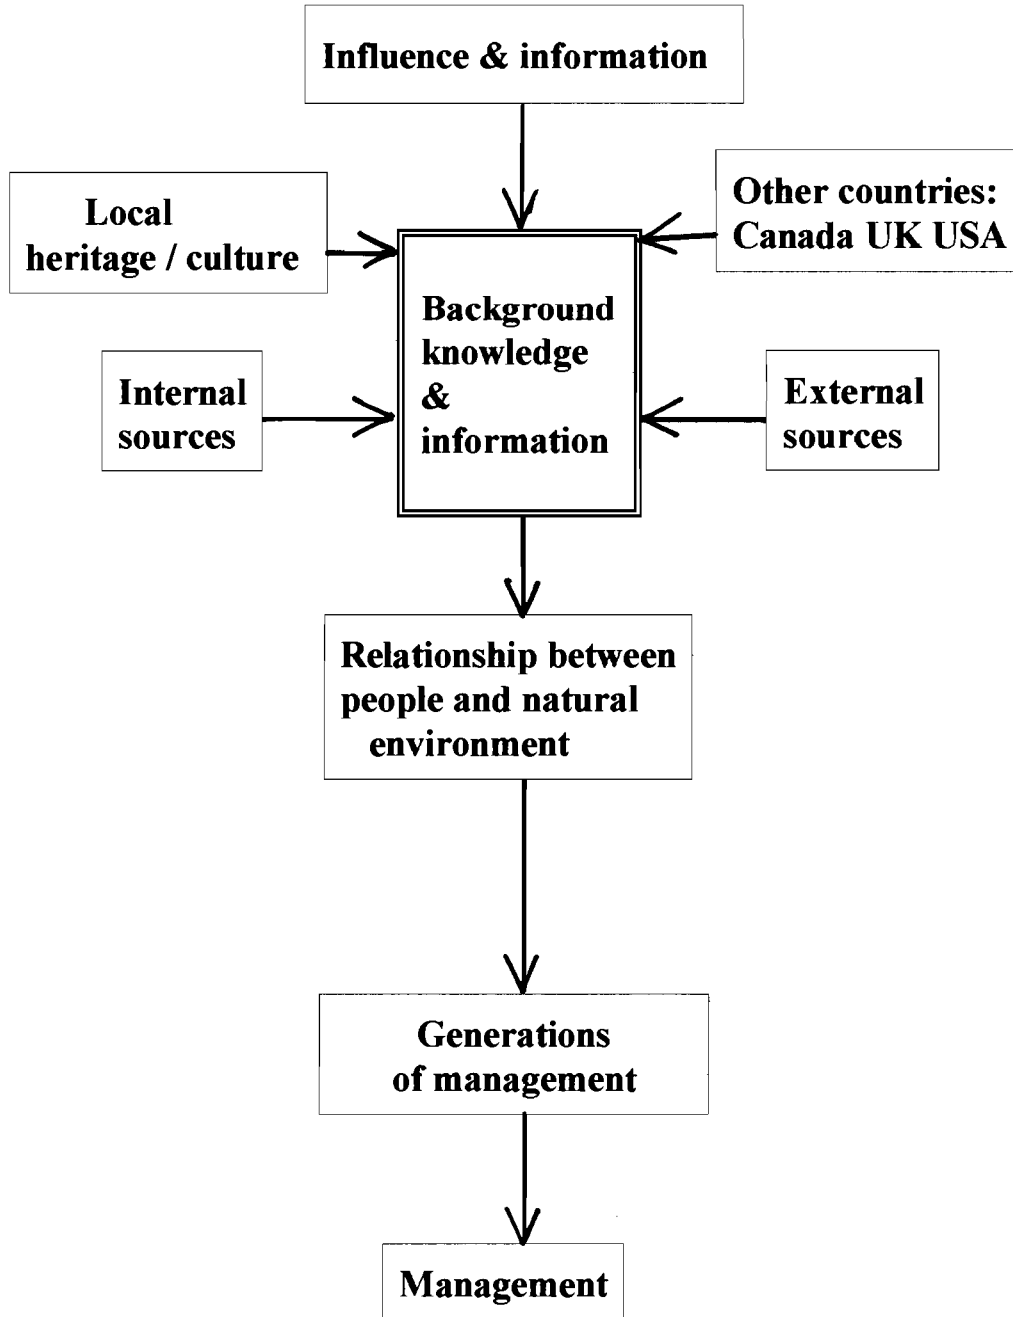 Influence & information
Local
heritage / culture
Other countries:
Canada UK USA
Background
knowledge
&
information
Internal
sources
External
sources
Relationship between
people and natural
environment
Generations
of management
Management